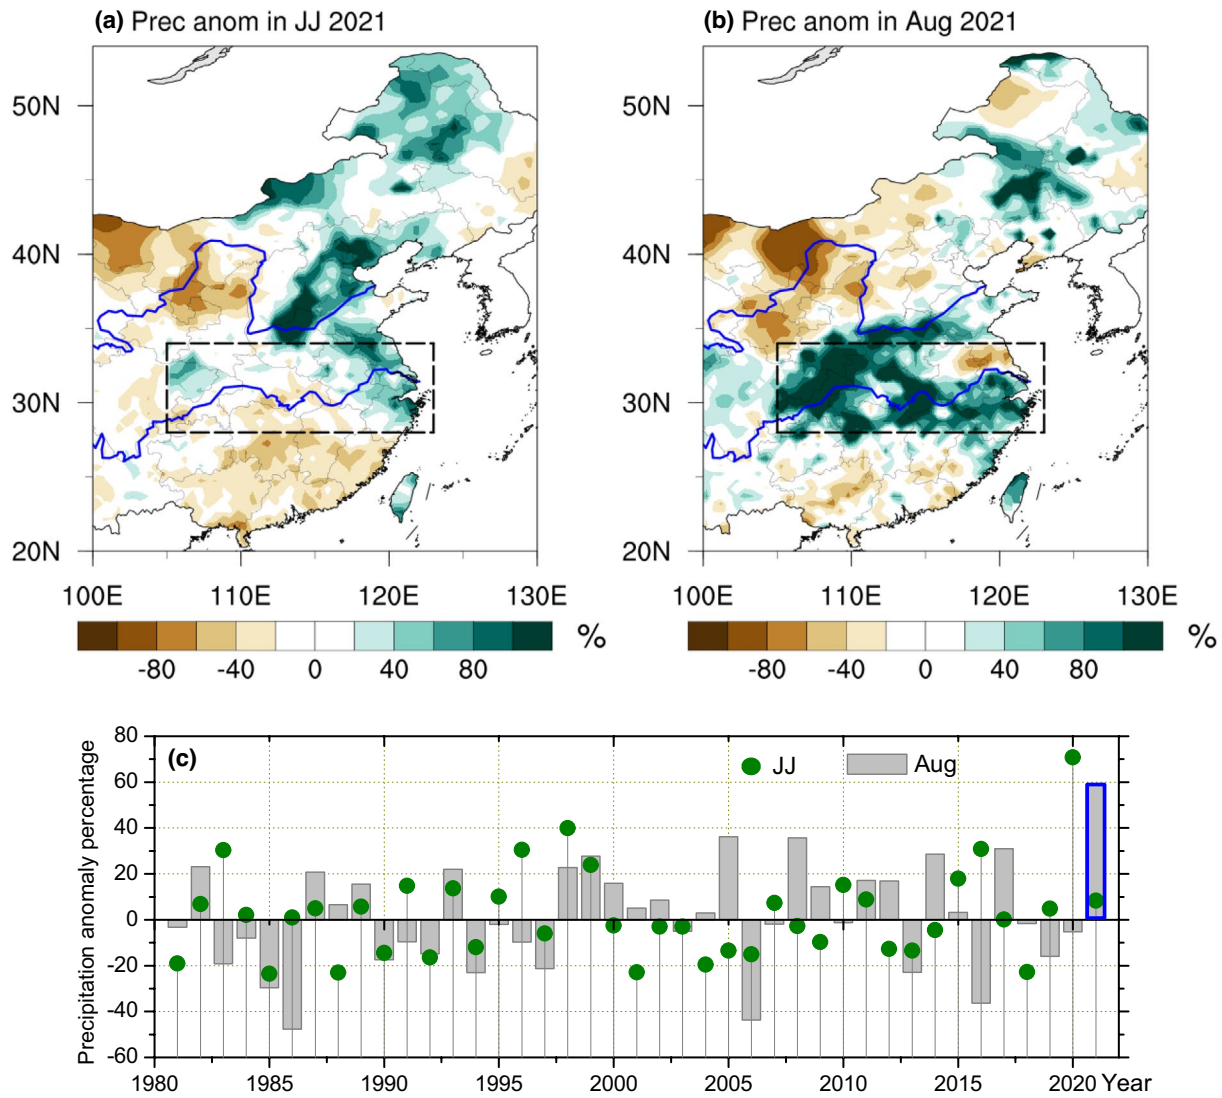 (a) Prec anom in JJ 2021
(b) Prec anom in Aug 2021
50N
40N
30N
20N
100E 110E 120E 130E
50N
40N
30N
20N
100E 110E 120E 130E
-80 -40 0 40 80 %
-80 -40 0 40 80 %
(c)
JJ Aug
Precipitation anomaly percentage
80
60
40
20
0
-20
-40
-60
1980 1985 1990 1995 2000 2005 2010 2015 2020 Year